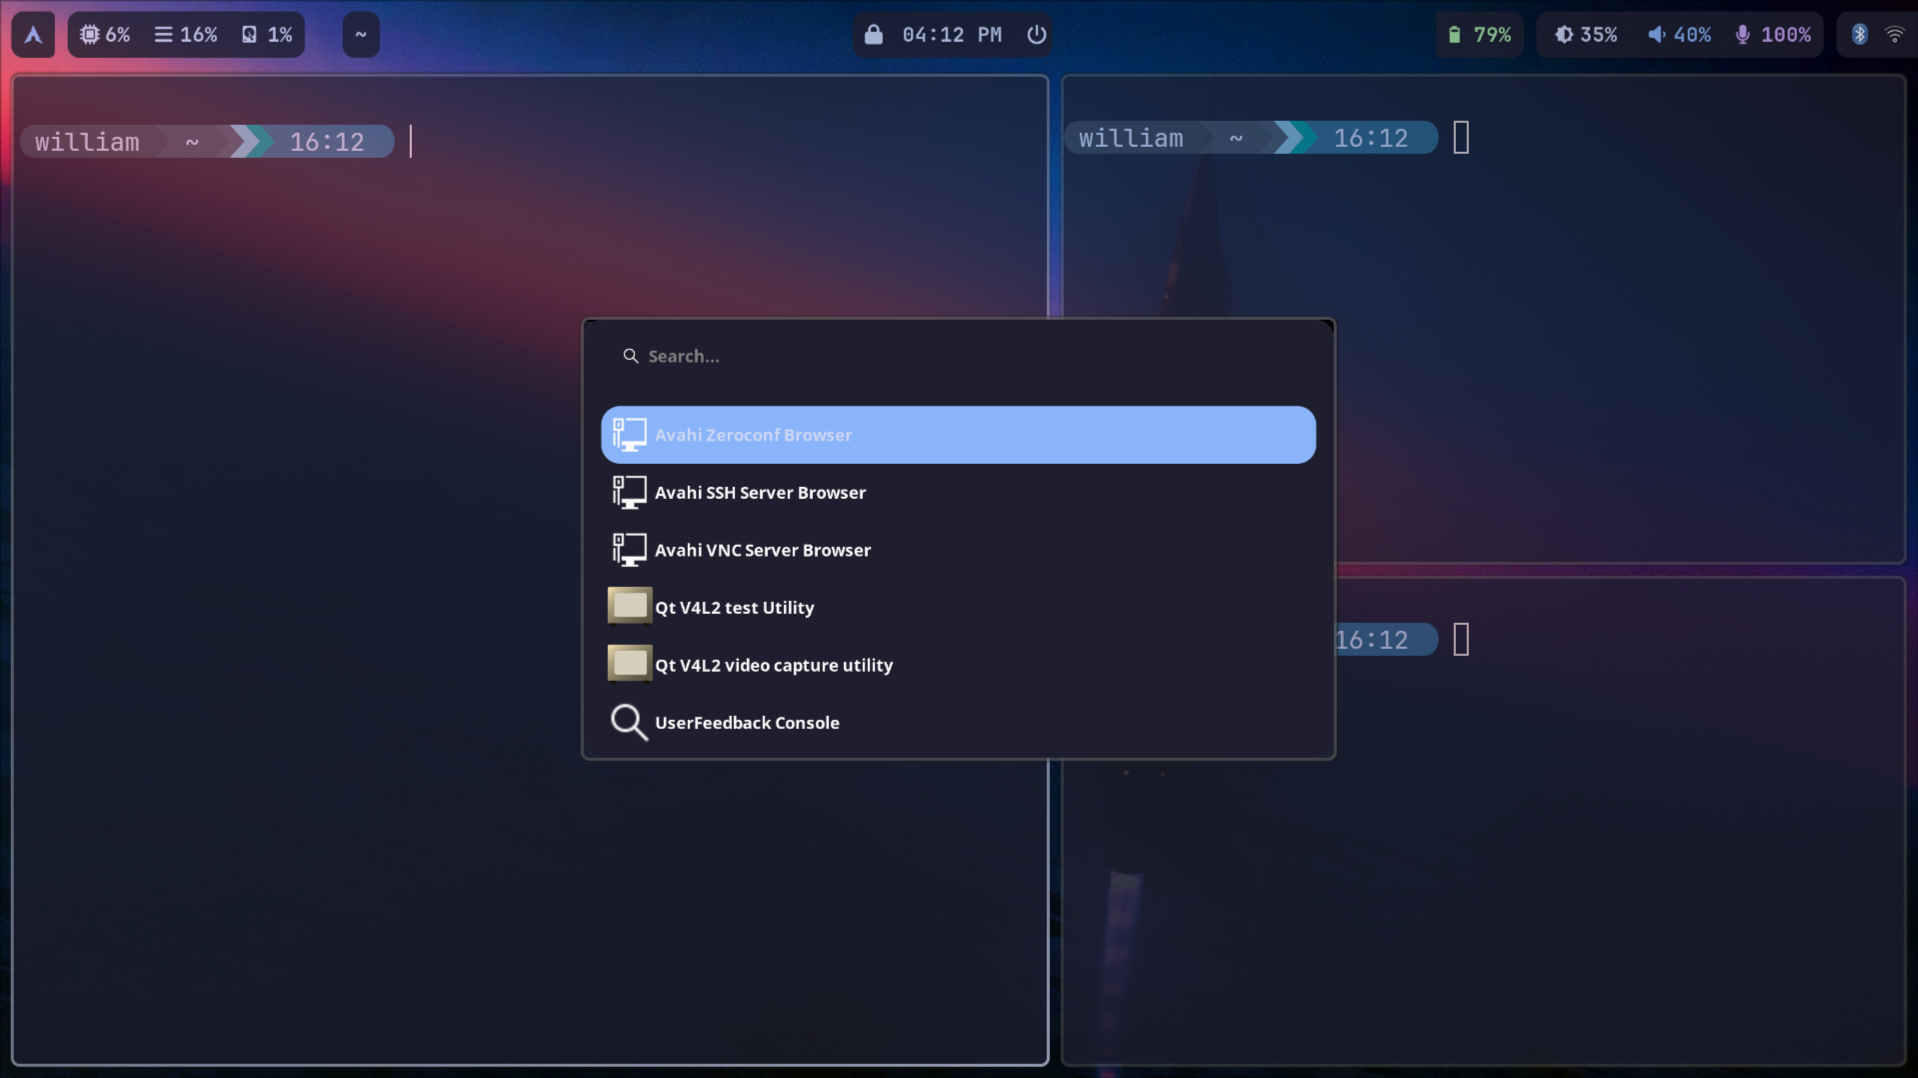 6% 16% 1% ~ 04:12 PM 79% 35% 40% 100%
william ~ 16:12
william ~ 16:12
Search...
Avahi Zeroconf Browser
Avahi SSH Server Browser
Avahi VNC Server Browser
Qt V4L2 test Utility
16:12
Qt V4L2 video capture utility
UserFeedback Console